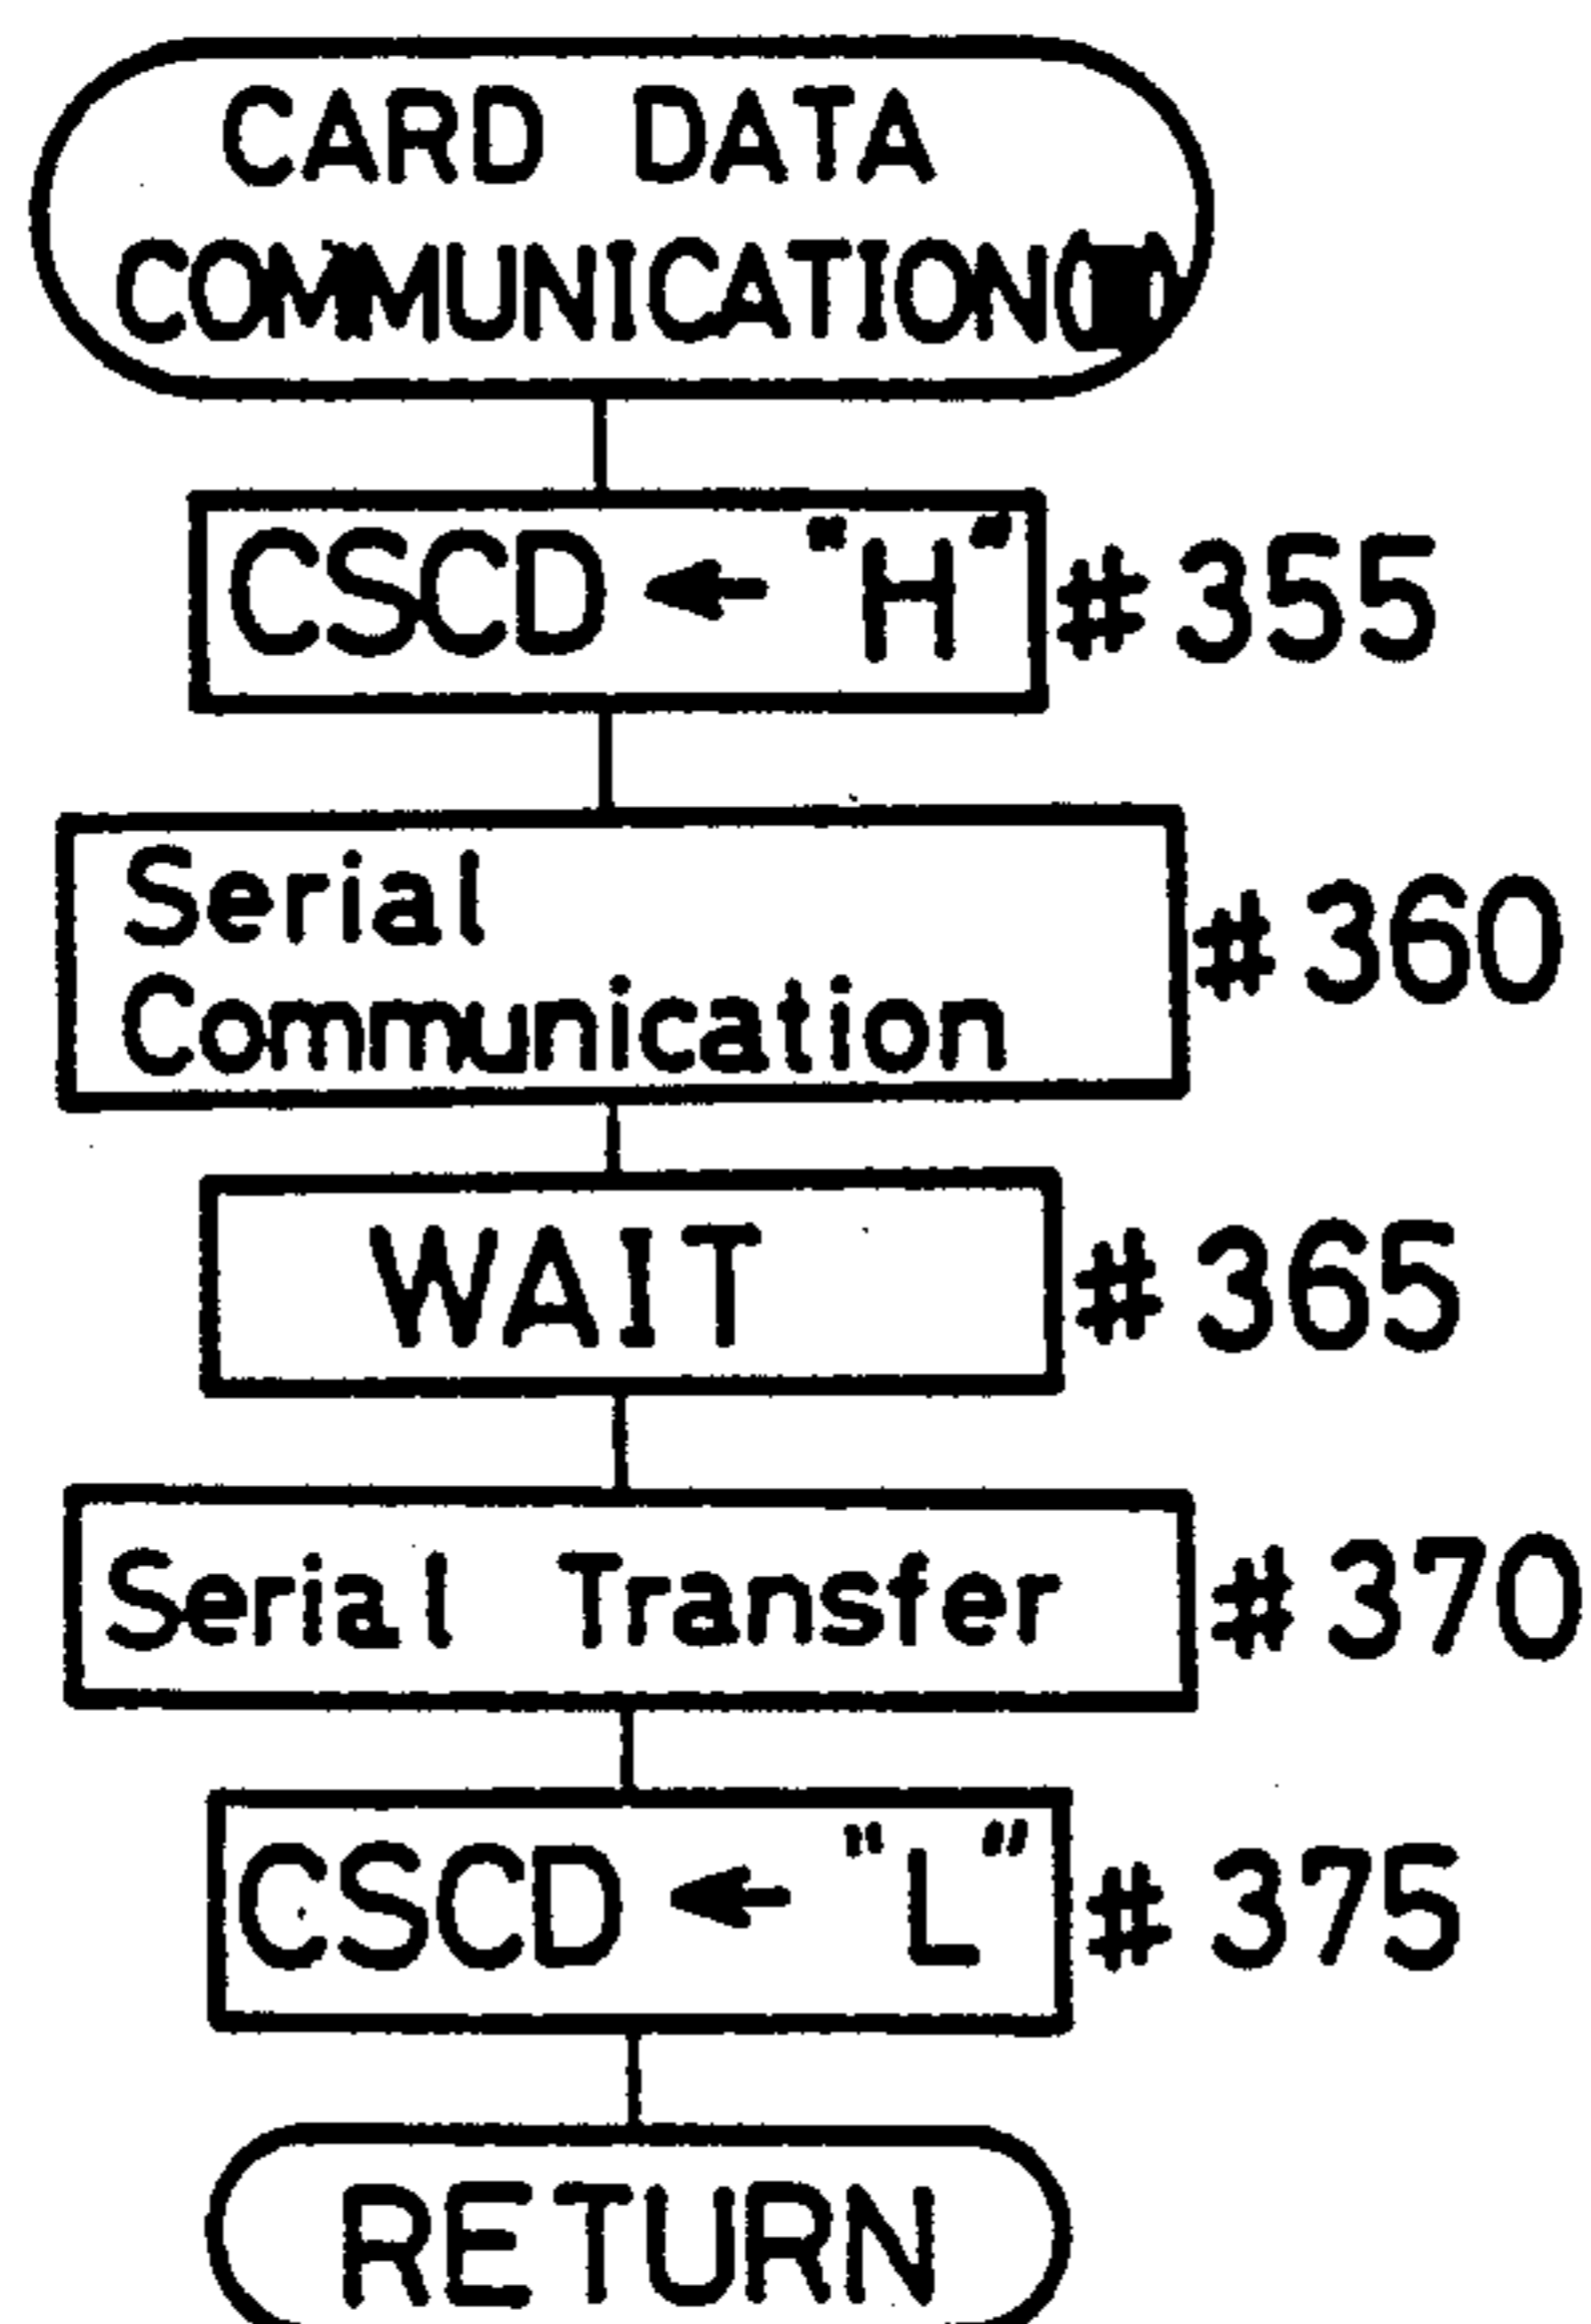 CARD DATA
COMMUNICATION
CSCD ← "H" #355
Serial
Communication
#360
WAIT #365
Serial Transfer #370
CSCD ← "L" #375
RETURN